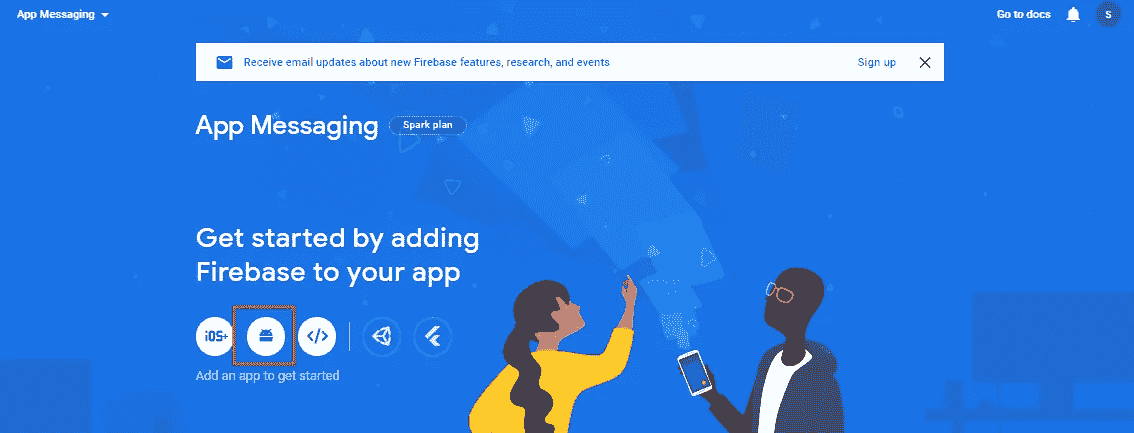 App Messaging
Go to docs
S
Receive email updates about new Firebase features, research, and events
Sign up
App Messaging
Spark plan
Get started by adding
Firebase to your app
iOS+
</>
Add an app to get started